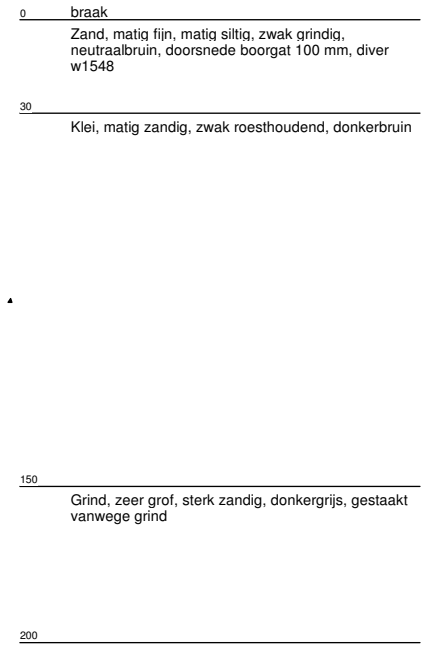 0 braak
Zand, matig fijn, matig siltig, zwak grindig,
neutraalbruin, doorsnede boorgat 100 mm, diver
w1548
30
Klei, matig zandig, zwak roesthoudend, donkerbruin
150
Grind, zeer grof, sterk zandig, donkergrijs, gestaakt
vanwege grind
200